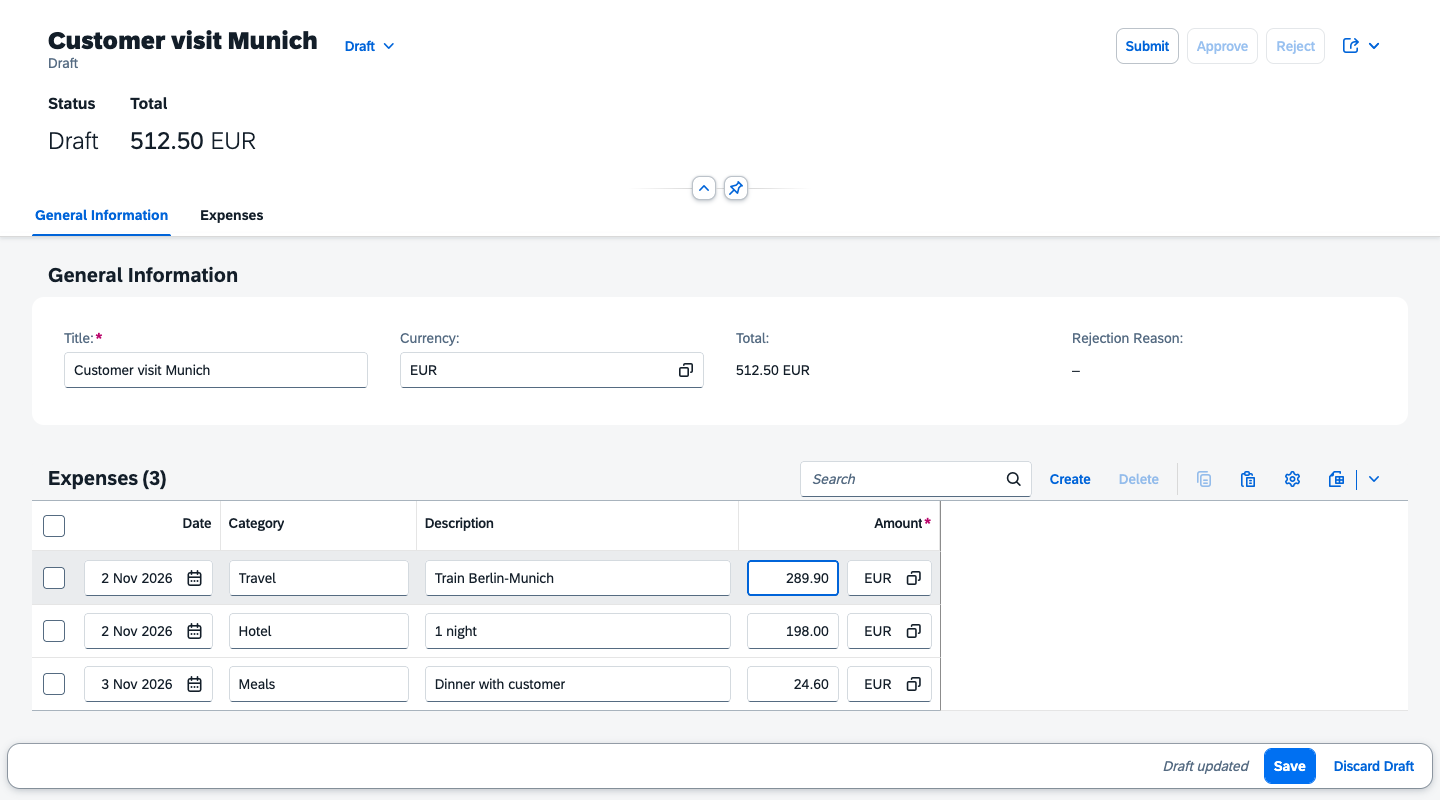 Customer visit Munich
Draft
Submit
Approve
Reject
Draft
Status
Total
Draft
512.50 EUR
General Information
Expenses
General Information
Title:*
Currency:
Total:
Rejection Reason:
Customer visit Munich
EUR
512.50 EUR
–
Expenses (3)
Search
Create
Delete
Date
Category
Description
Amount*
2 Nov 2026
Travel
Train Berlin-Munich
289.90
EUR
2 Nov 2026
Hotel
1 night
198.00
EUR
3 Nov 2026
Meals
Dinner with customer
24.60
EUR
Draft updated
Save
Discard Draft